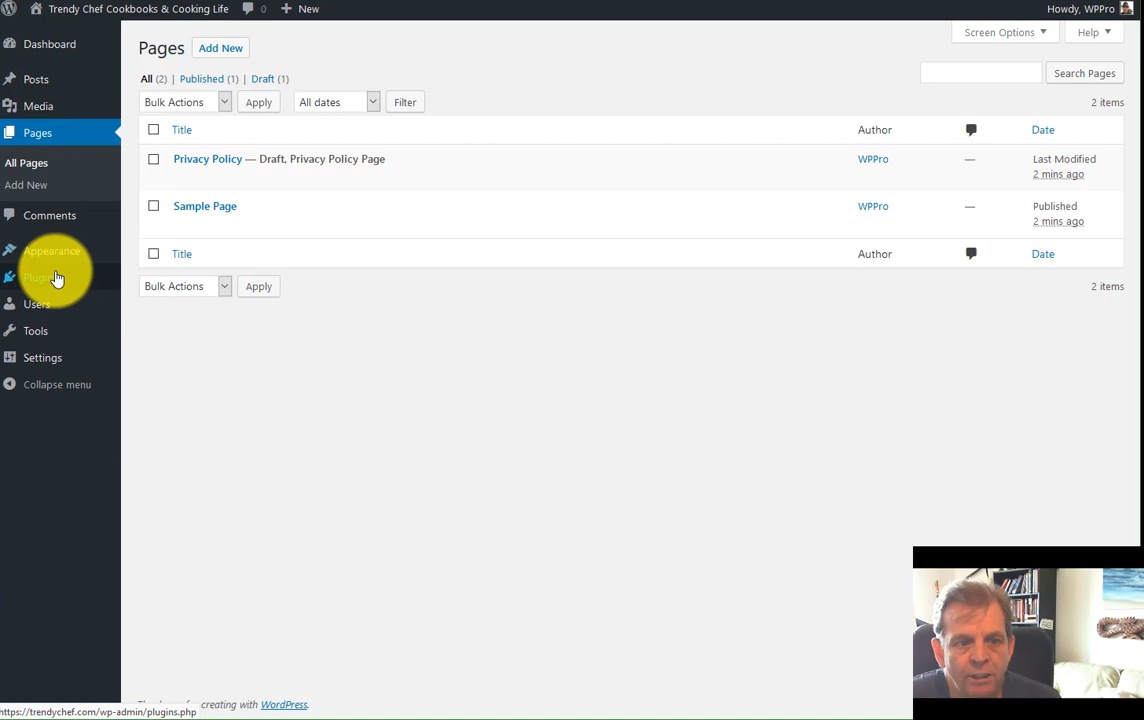 Trendy Chef Cookbooks & Cooking Life 0 New Howdy, WPPro
Dashboard
Posts
Media
Pages
All Pages
Add New
Comments
Appearance
Plugins
Users
Tools
Settings
Collapse menu
Screen Options Help
Pages Add New
All (2) | Published (1) | Draft (1)
Search Pages
Bulk Actions Apply All dates Filter 2 items
Title Author Date
Privacy Policy — Draft, Privacy Policy Page WPPro — Last Modified
2 mins ago
Sample Page WPPro — Published
2 mins ago
Title Author Date
Bulk Actions Apply 2 items
creating with WordPress.
https://trendychef.com/wp-admin/plugins.php